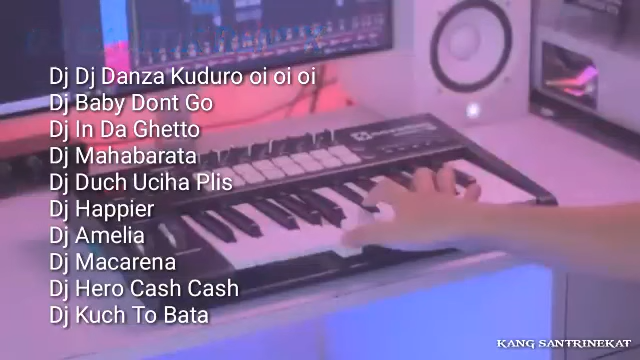 Dj Dj Danza Kuduro oi oi oi
Dj Baby Dont Go
Dj In Da Ghetto
Dj Mahabarata
Dj Duch Uciha Plis
Dj Happier
Dj Amelia
Dj Macarena
Dj Hero Cash Cash
Dj Kuch To Bata
KANG SANTRINEKAT